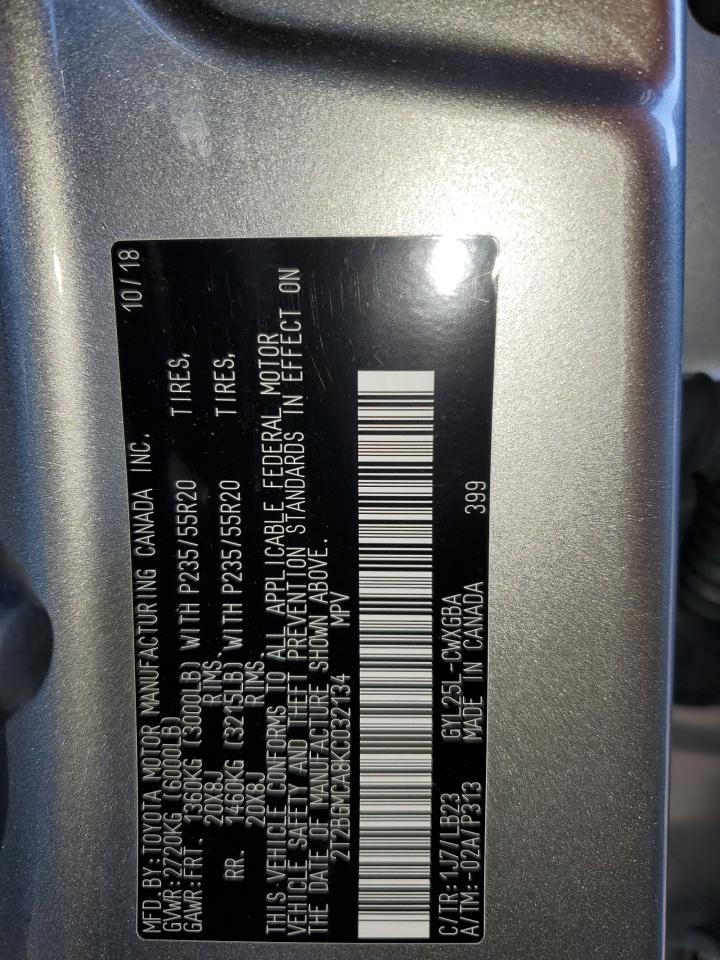 MFD. BY: TOYOTA MOTOR MANUFACTURING CANADA INC. 10/18
GVWR: 2720KG (6000LB)
GAWR: FRT. 1360KG (3000LB) WITH P235/55R20 TIRES,
20X8J RIMS,
RR. 1460KG (3215LB) WITH P235/55R20 TIRES,
20X8J RIMS.
THIS VEHICLE CONFORMS TO ALL APPLICABLE FEDERAL MOTOR
VEHICLE SAFETY AND THEFT PREVENTION STANDARDS IN EFFECT ON
THE DATE OF MANUFACTURE SHOWN ABOVE.
2T2BGMCA8KC032134 MPV
C/TR: 1J7/LB23 GYL25L-CWXGBA 399
A/TM: -02A/P313 MADE IN CANADA